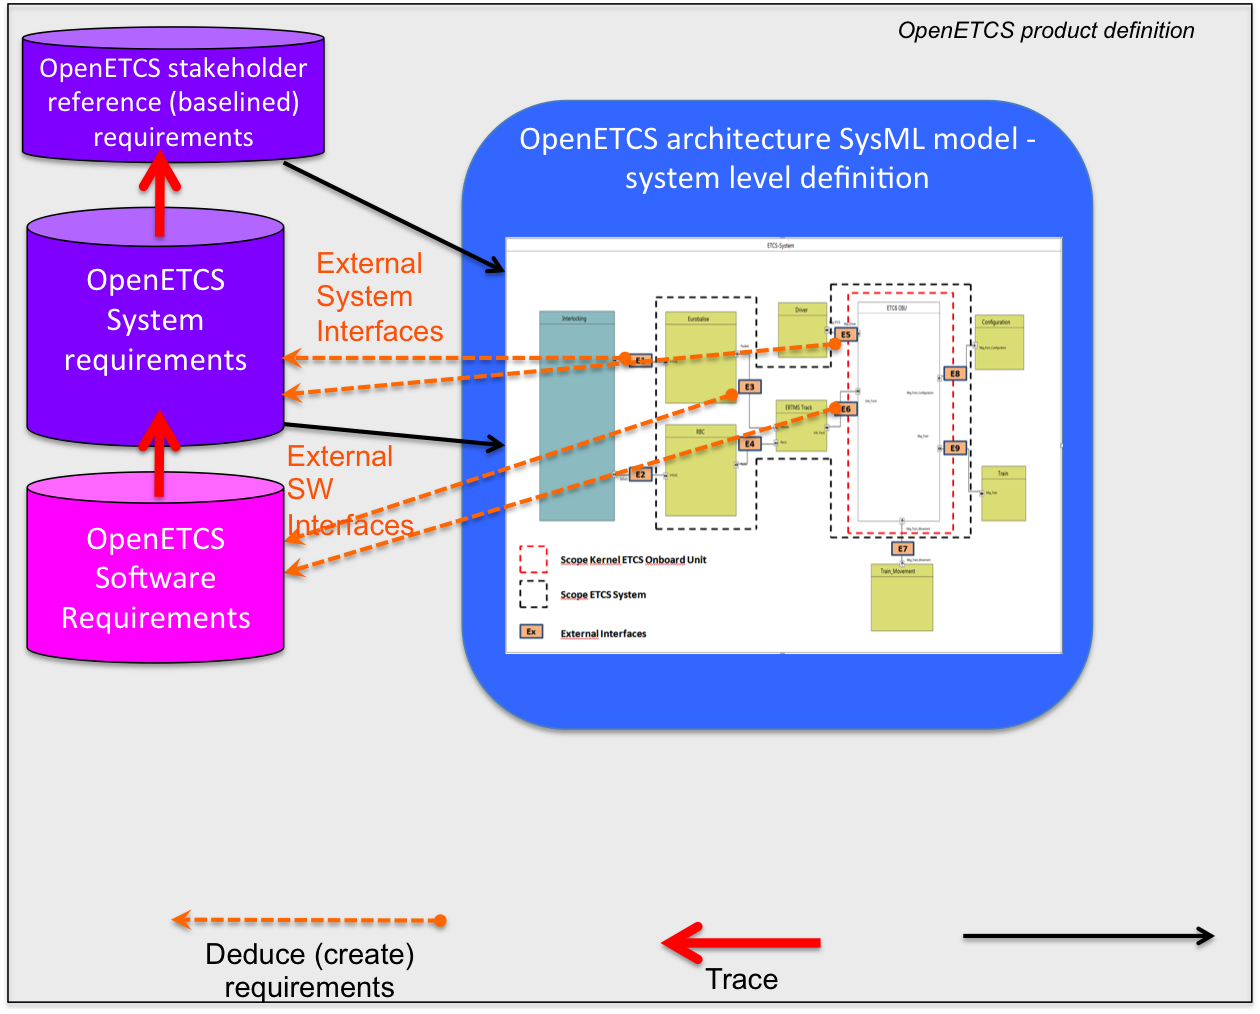 OpenETCS product definition
OpenETCS stakeholder
reference (baselined)
requirements
OpenETCS architecture SysML model -
system level definition
OpenETCS
System
requirements
External
System
Interfaces
External
SW
Interfaces
OpenETCS
Software
Requirements
ETCS-System
Interlocking
Eurobalise
Driver
ETCS OBU
Configuration
E5
E8
E3
ERTMS Track
E6
RBC
E4
E9
E2
Train
E7
Train_Movement
Scope Kernel ETCS Onboard Unit
Scope ETCS System
Ex
External Interfaces
Deduce (create)
requirements
Trace